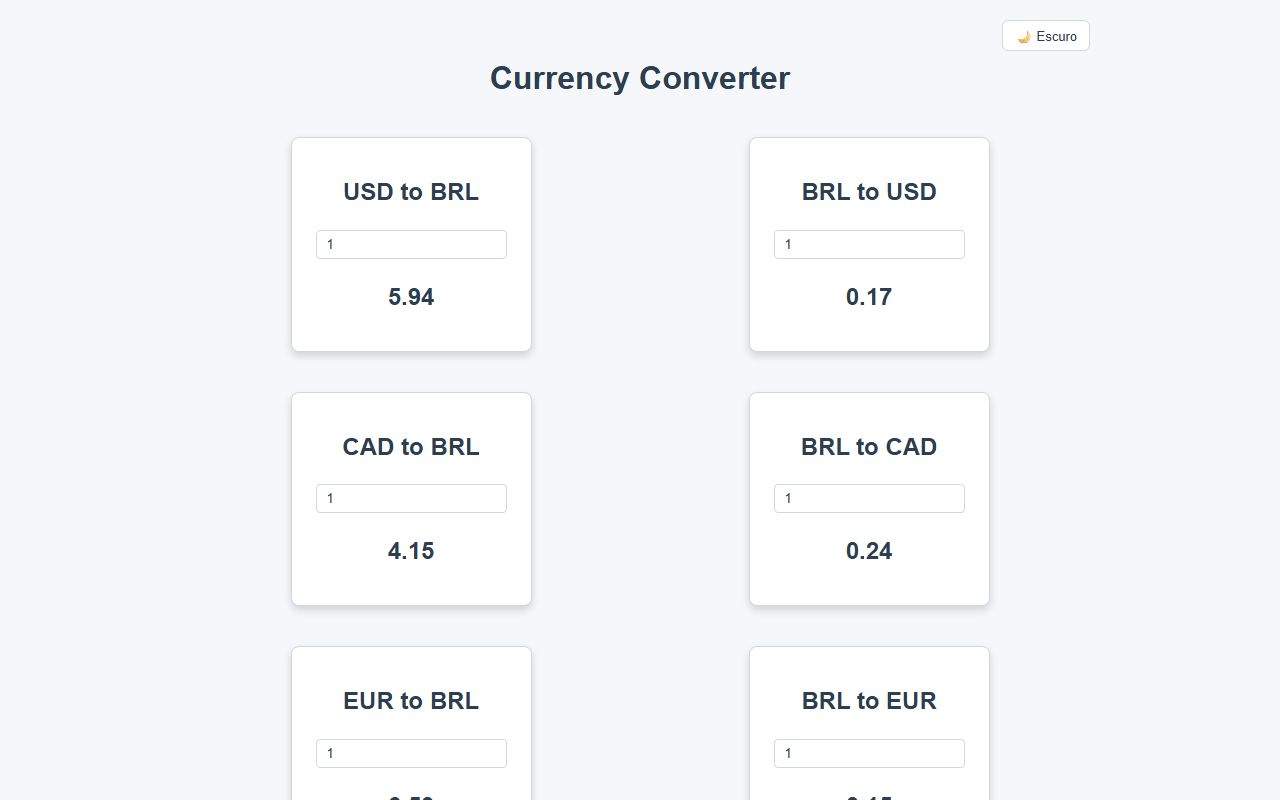 🌙 Escuro
Currency Converter
USD to BRL
1
5.94
BRL to USD
1
0.17
CAD to BRL
1
4.15
BRL to CAD
1
0.24
EUR to BRL
1
BRL to EUR
1